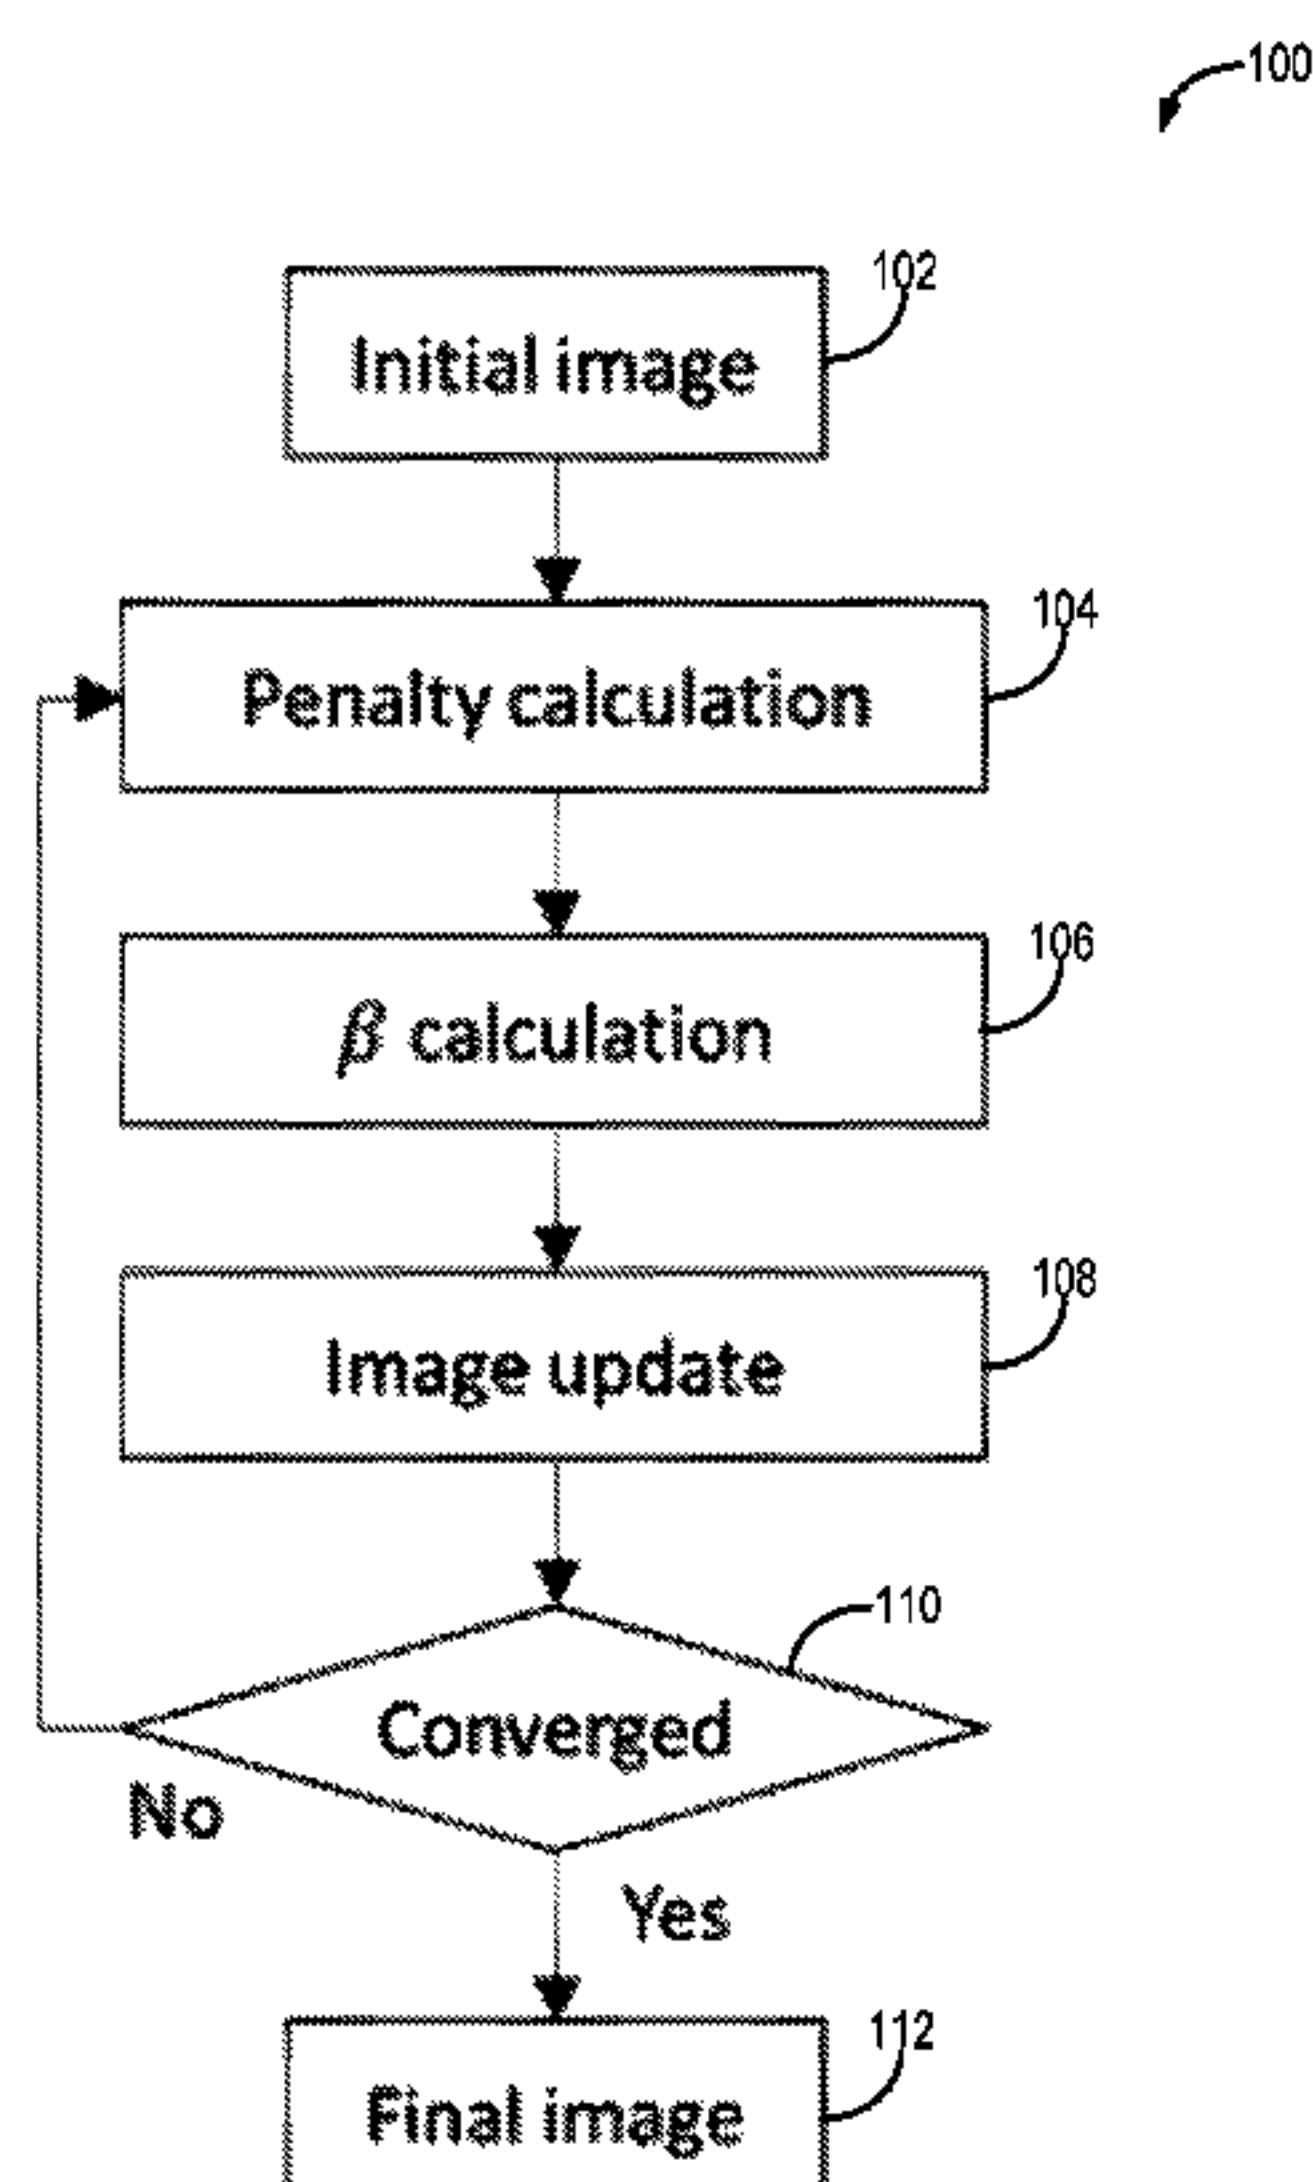 100
102
Initial image
104
Penalty calculation
106
β calculation
108
Image update
110
Converged
No
Yes
112
Final image